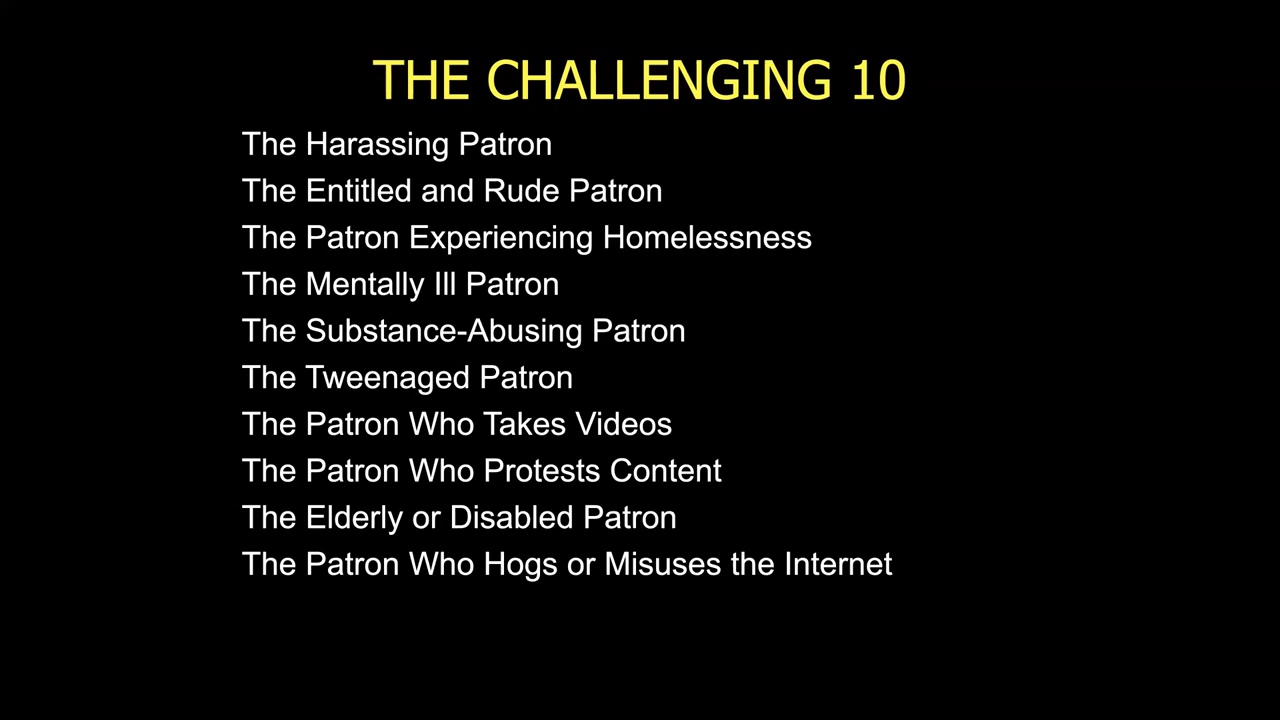 THE CHALLENGING 10
The Harassing Patron
The Entitled and Rude Patron
The Patron Experiencing Homelessness
The Mentally Ill Patron
The Substance-Abusing Patron
The Tweenaged Patron
The Patron Who Takes Videos
The Patron Who Protests Content
The Elderly or Disabled Patron
The Patron Who Hogs or Misuses the Internet